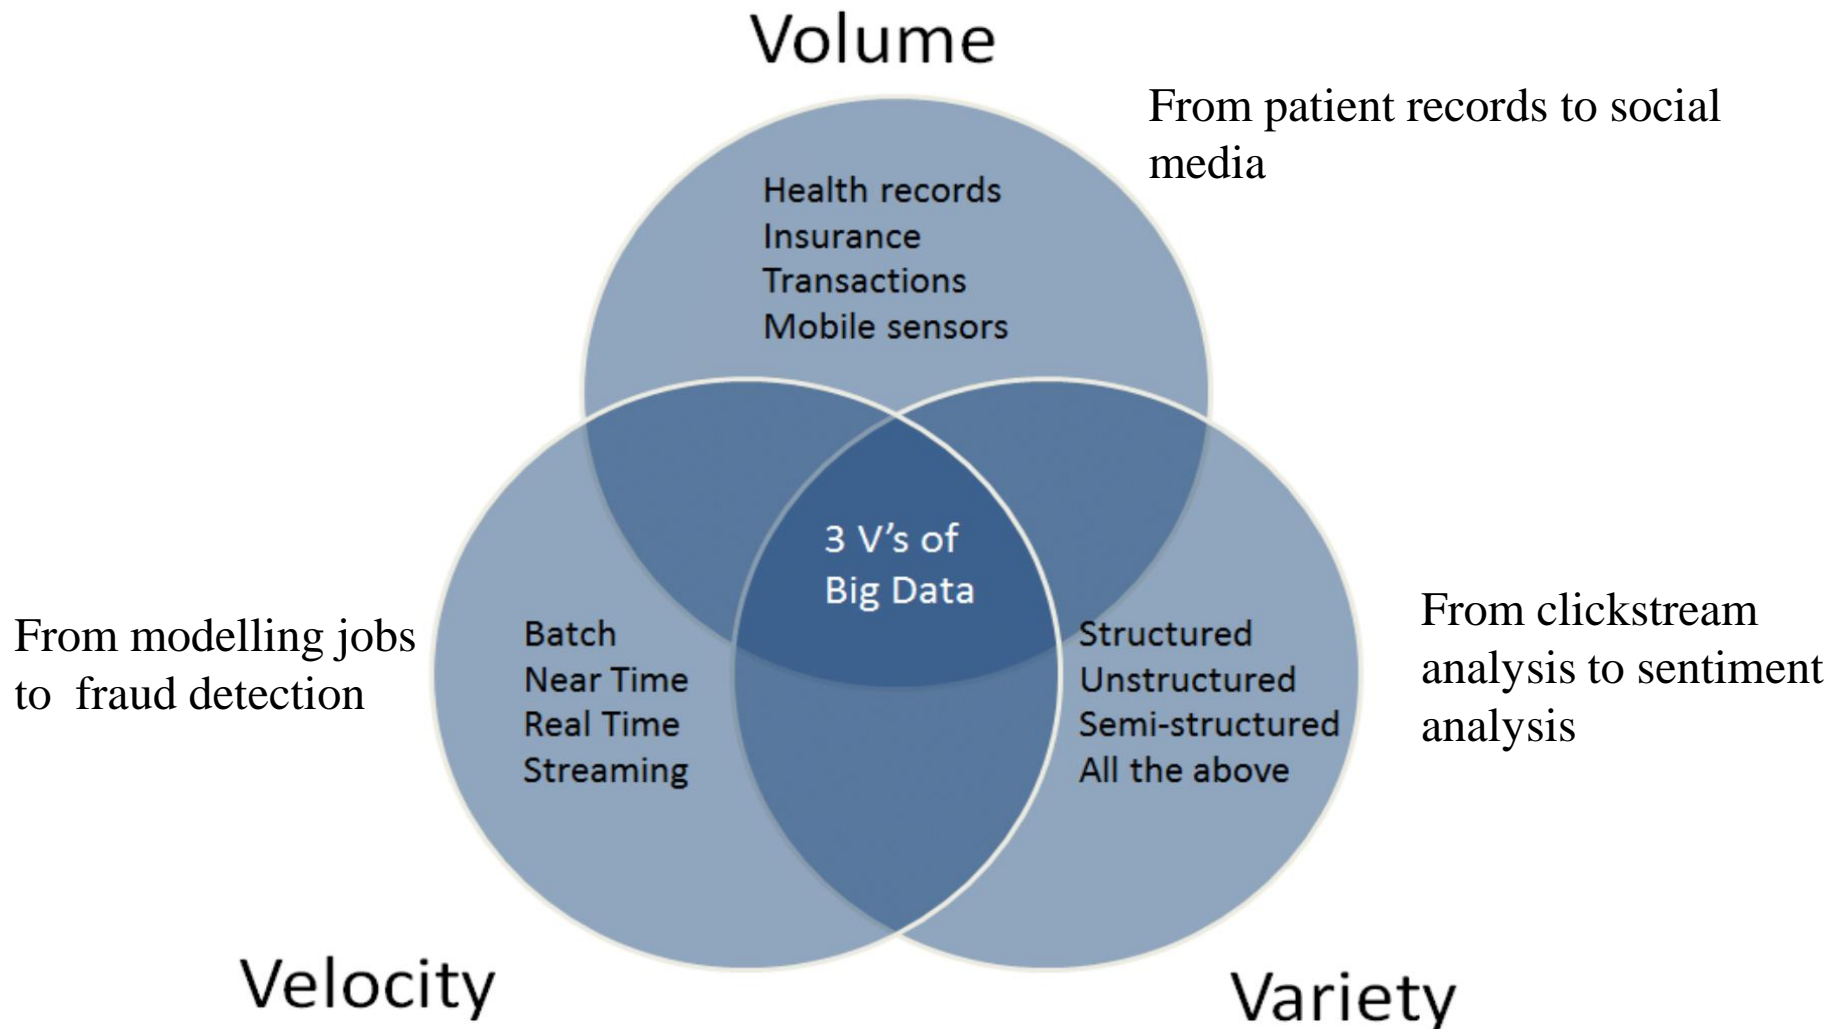 Volume
From patient records to social
media
Health records
Insurance
Transactions
Mobile sensors
3 V's of
Big Data
From modelling jobs
to  fraud detection
Batch
Near Time
Real Time
Streaming
Structured
Unstructured
Semi-structured
All the above
From clickstream
analysis to sentiment
analysis
Velocity
Variety